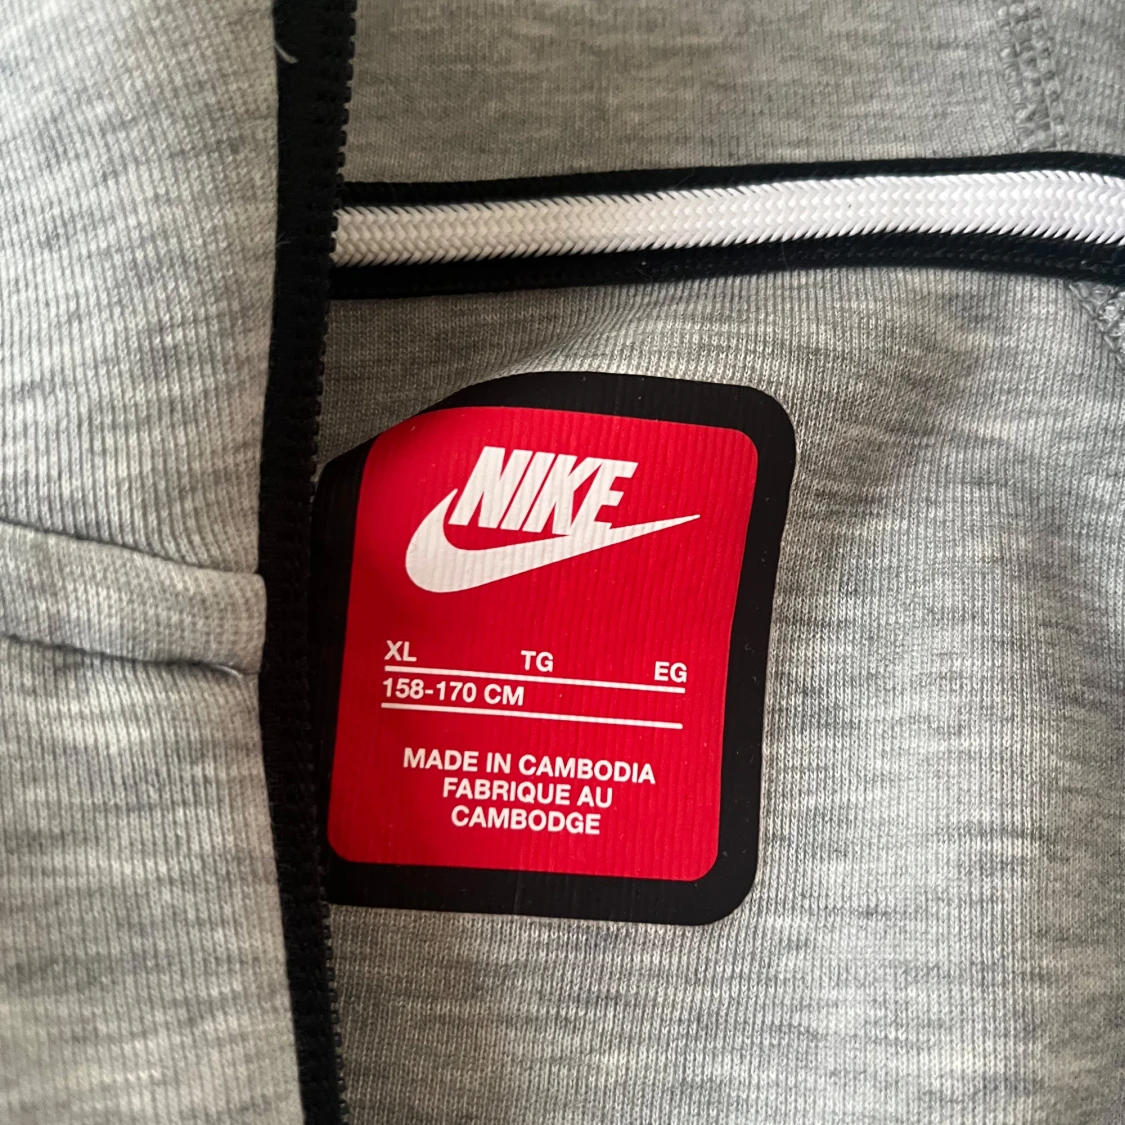 NIKE
XL TG EG
158-170 CM
MADE IN CAMBODIA
FABRIQUE AU
CAMBODGE